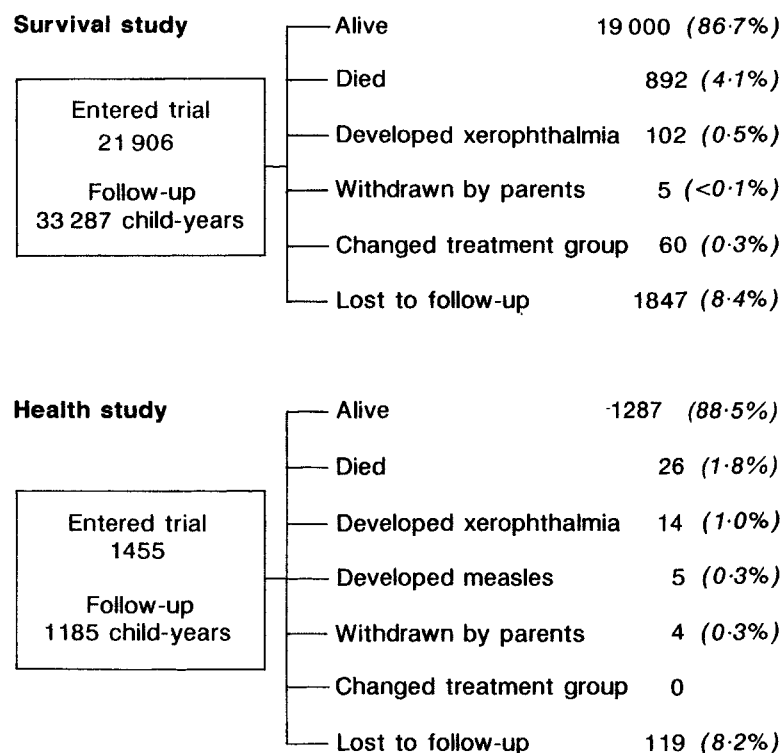 Survival study
Entered trial
21 906
Follow-up
33 287 child-years
Alive 19 000 (86·7%)
Died 892 (4·1%)
Developed xerophthalmia 102 (0·5%)
Withdrawn by parents 5 (<0·1%)
Changed treatment group 60 (0·3%)
Lost to follow-up 1847 (8·4%)
Health study
Entered trial
1455
Follow-up
1185 child-years
Alive 1287 (88·5%)
Died 26 (1·8%)
Developed xerophthalmia 14 (1·0%)
Developed measles 5 (0·3%)
Withdrawn by parents 4 (0·3%)
Changed treatment group 0
Lost to follow-up 119 (8·2%)